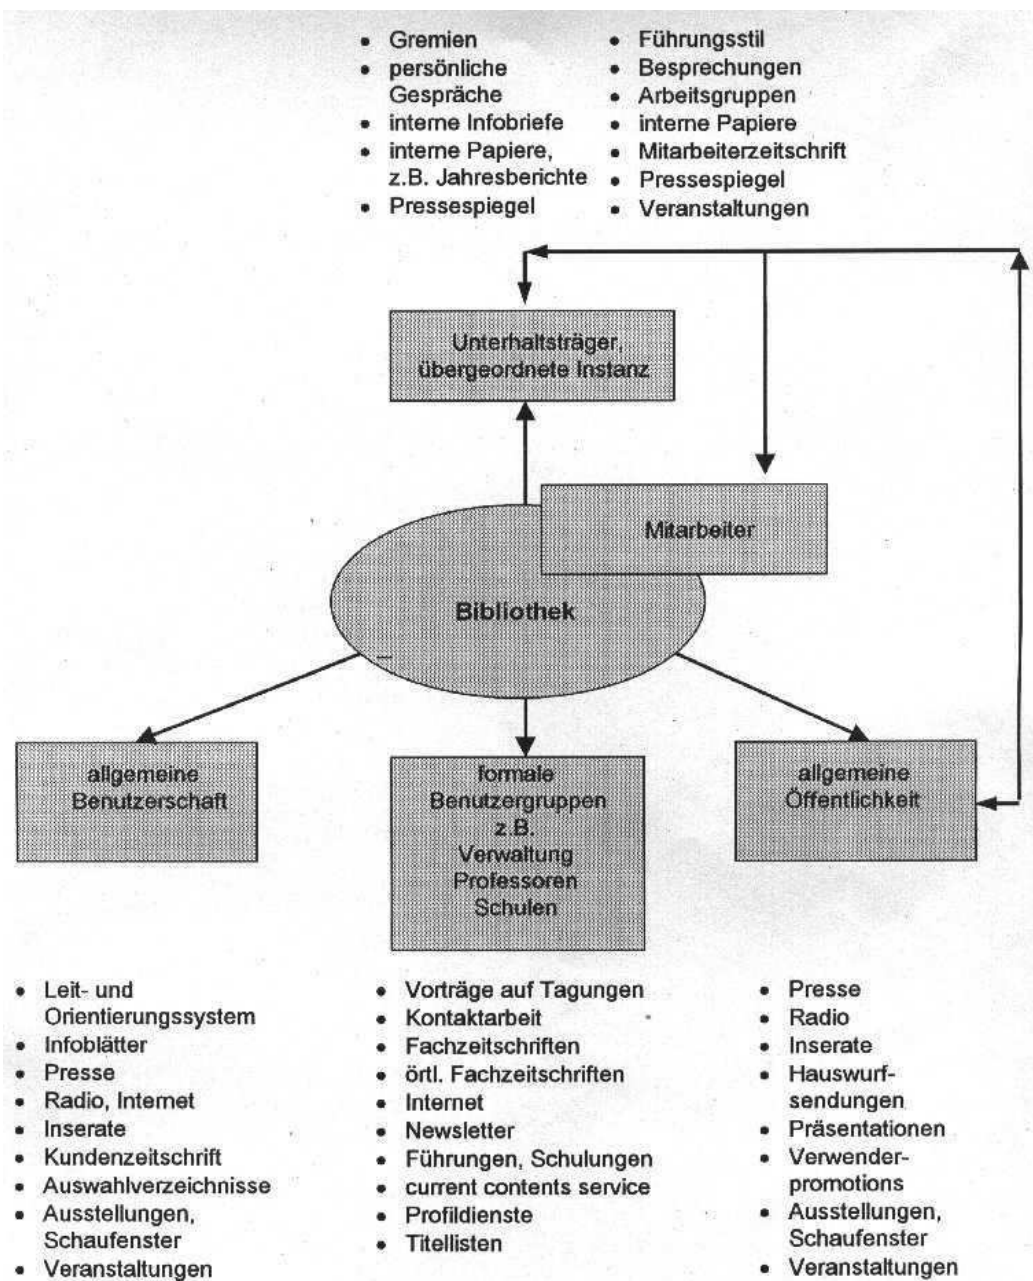 • Gremien
• persönliche
Gespräche
• interne Infobriefe
• interne Papiere,
z.B. Jahresberichte
• Pressespiegel
• Führungsstil
• Besprechungen
• Arbeitsgruppen
• interne Papiere
• Mitarbeiterzeitschrift
• Pressespiegel
• Veranstaltungen
Unterhaltsträger,
übergeordnete Instanz
Mitarbeiter
Bibliothek
allgemeine
Benutzerschaft
formale
Benutzergruppen
z.B.
Verwaltung
Professoren
Schulen
allgemeine
Öffentlichkeit
• Leit- und
Orientierungssystem
• Infoblätter
• Presse
• Radio, Internet
• Inserate
• Kundenzeitschrift
• Auswahlverzeichnisse
• Ausstellungen,
Schaufenster
• Veranstaltungen
• Vorträge auf Tagungen
• Kontaktarbeit
• Fachzeitschriften
• örtl. Fachzeitschriften
• Internet
• Newsletter
• Führungen, Schulungen
• current contents service
• Profildienste
• Titellisten
• Presse
• Radio
• Inserate
• Hauswurf-
sendungen
• Präsentationen
• Verwender-
promotions
• Ausstellungen,
Schaufenster
• Veranstaltungen